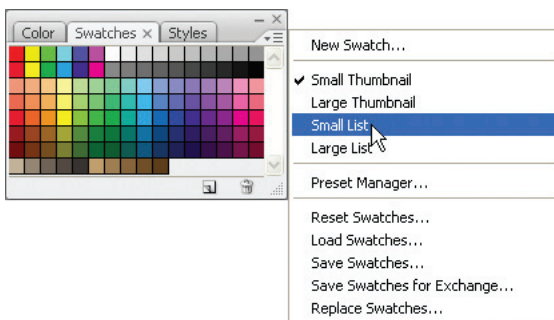 Color Swatches × Styles
New Swatch...
✔ Small Thumbnail
Large Thumbnail
Small List
Large List
Preset Manager...
Reset Swatches...
Load Swatches...
Save Swatches...
Save Swatches for Exchange...
Replace Swatches...